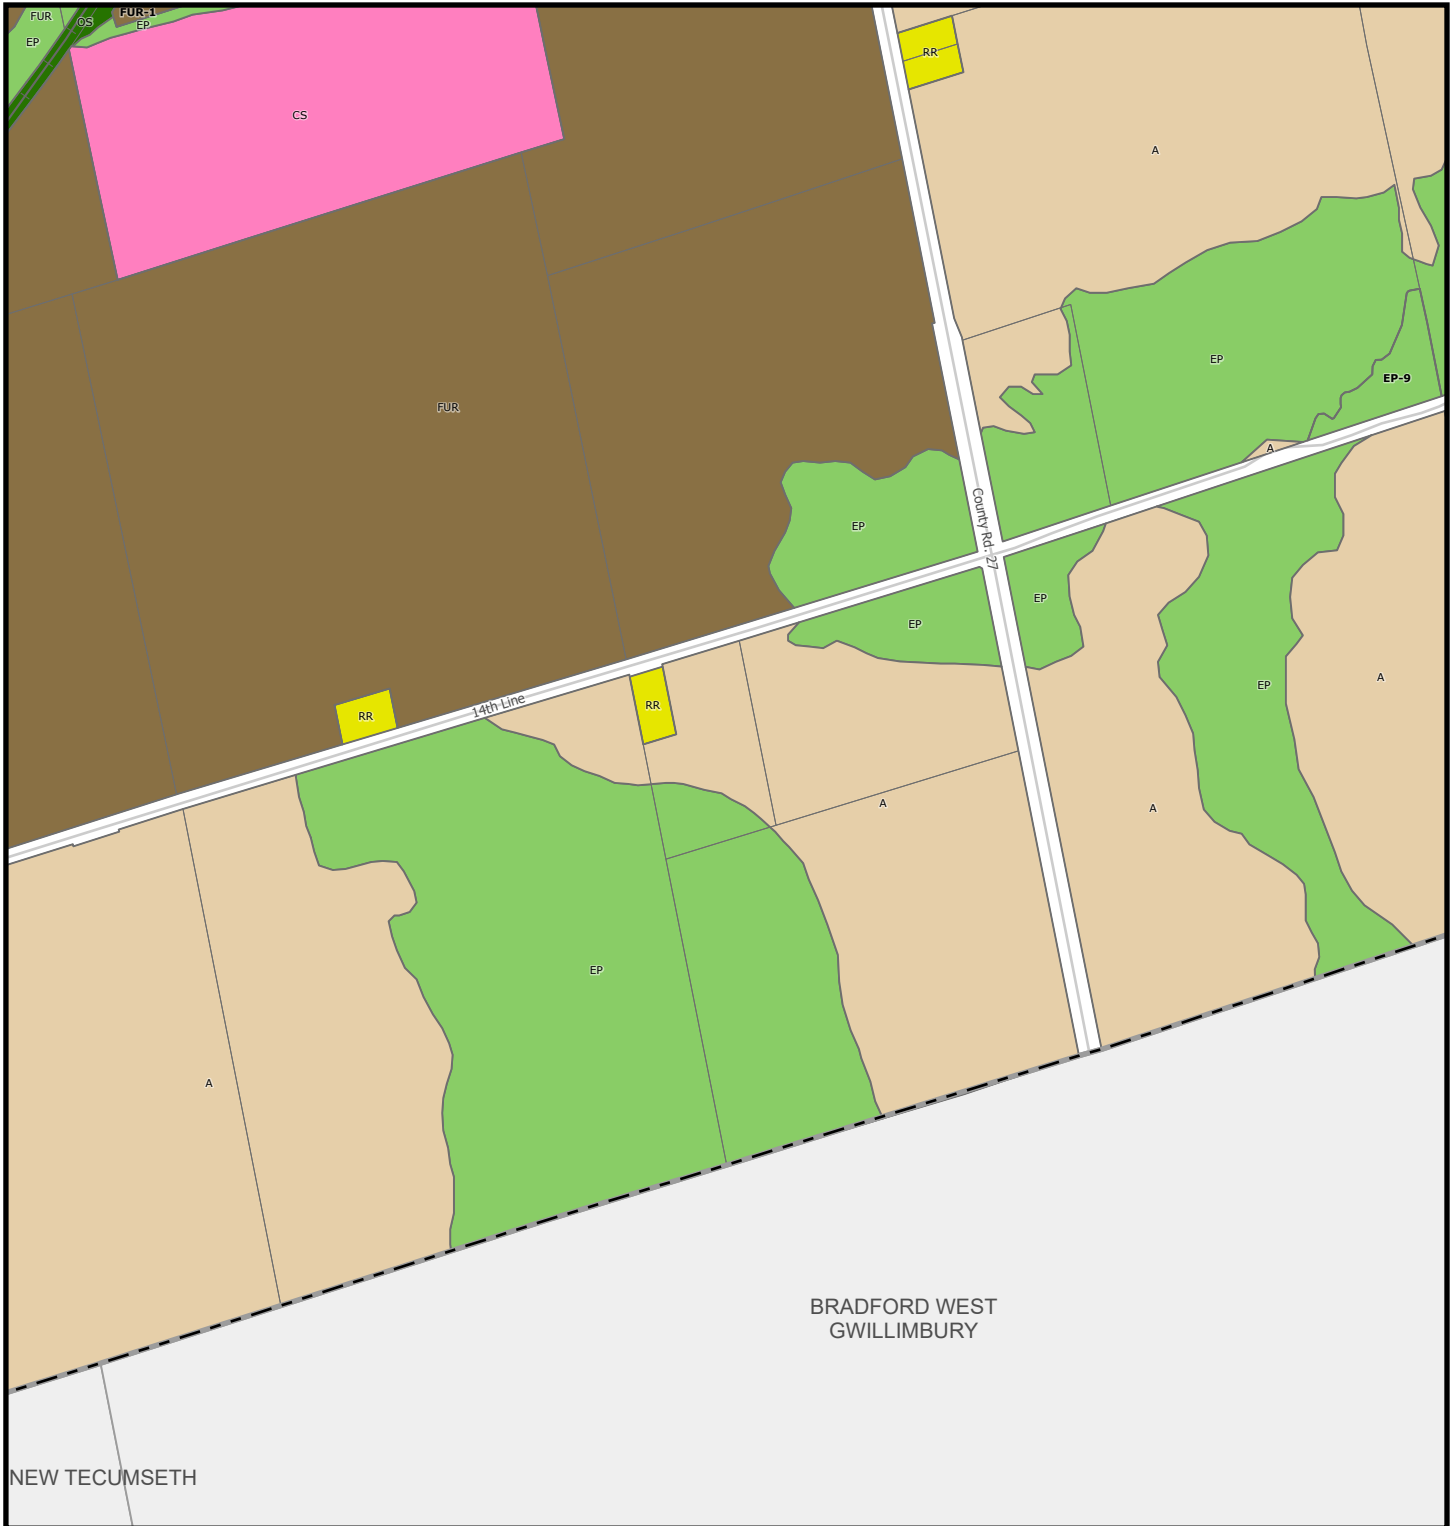 FUR
OS
FUR-1
EP
EP
RR
CS
A
EP
EP-9
FUR
A
County Rd. 27
EP
EP
EP
A
EP
14th Line
RR
RR
A
A
EP
A
BRADFORD WEST
GWILLIMBURY
NEW TECUMSETH